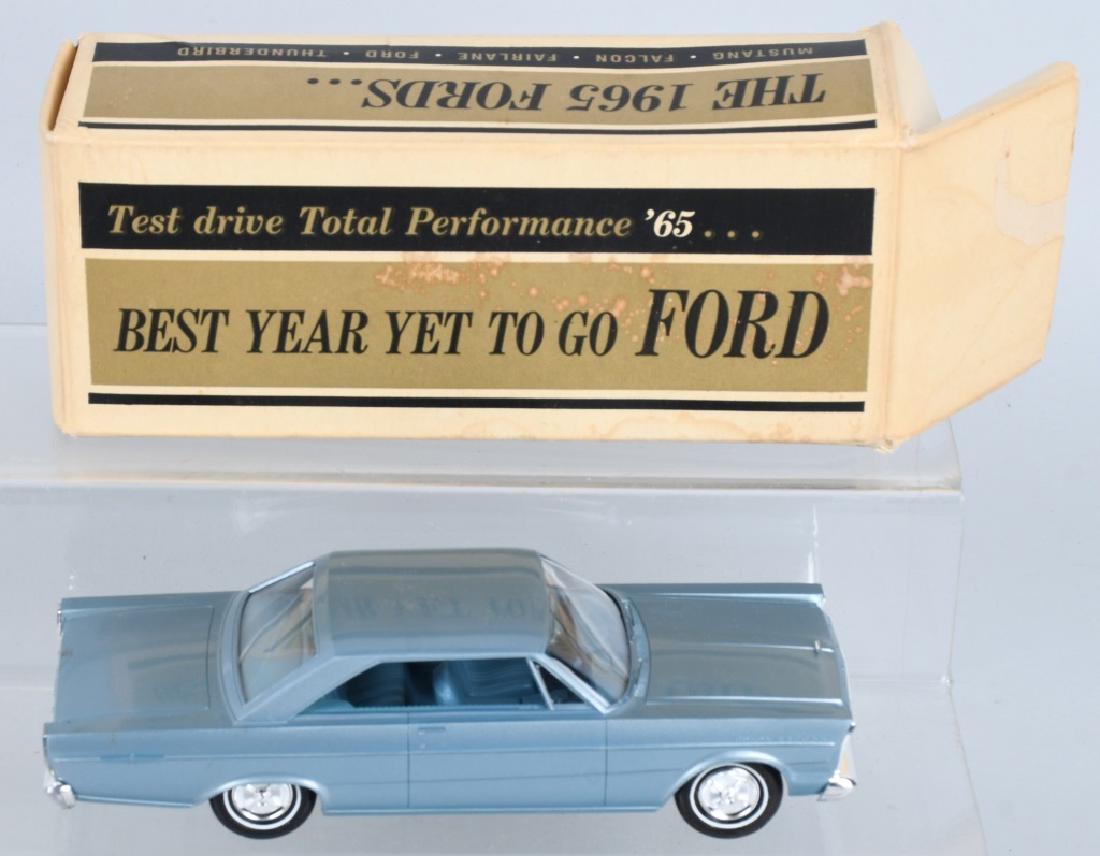 MUSTANG • FALCON • FAIRLANE • FORD • THUNDERBIRD
THE 1965 FORDS...
Test drive Total Performance '65...
BEST YEAR YET TO GO FORD